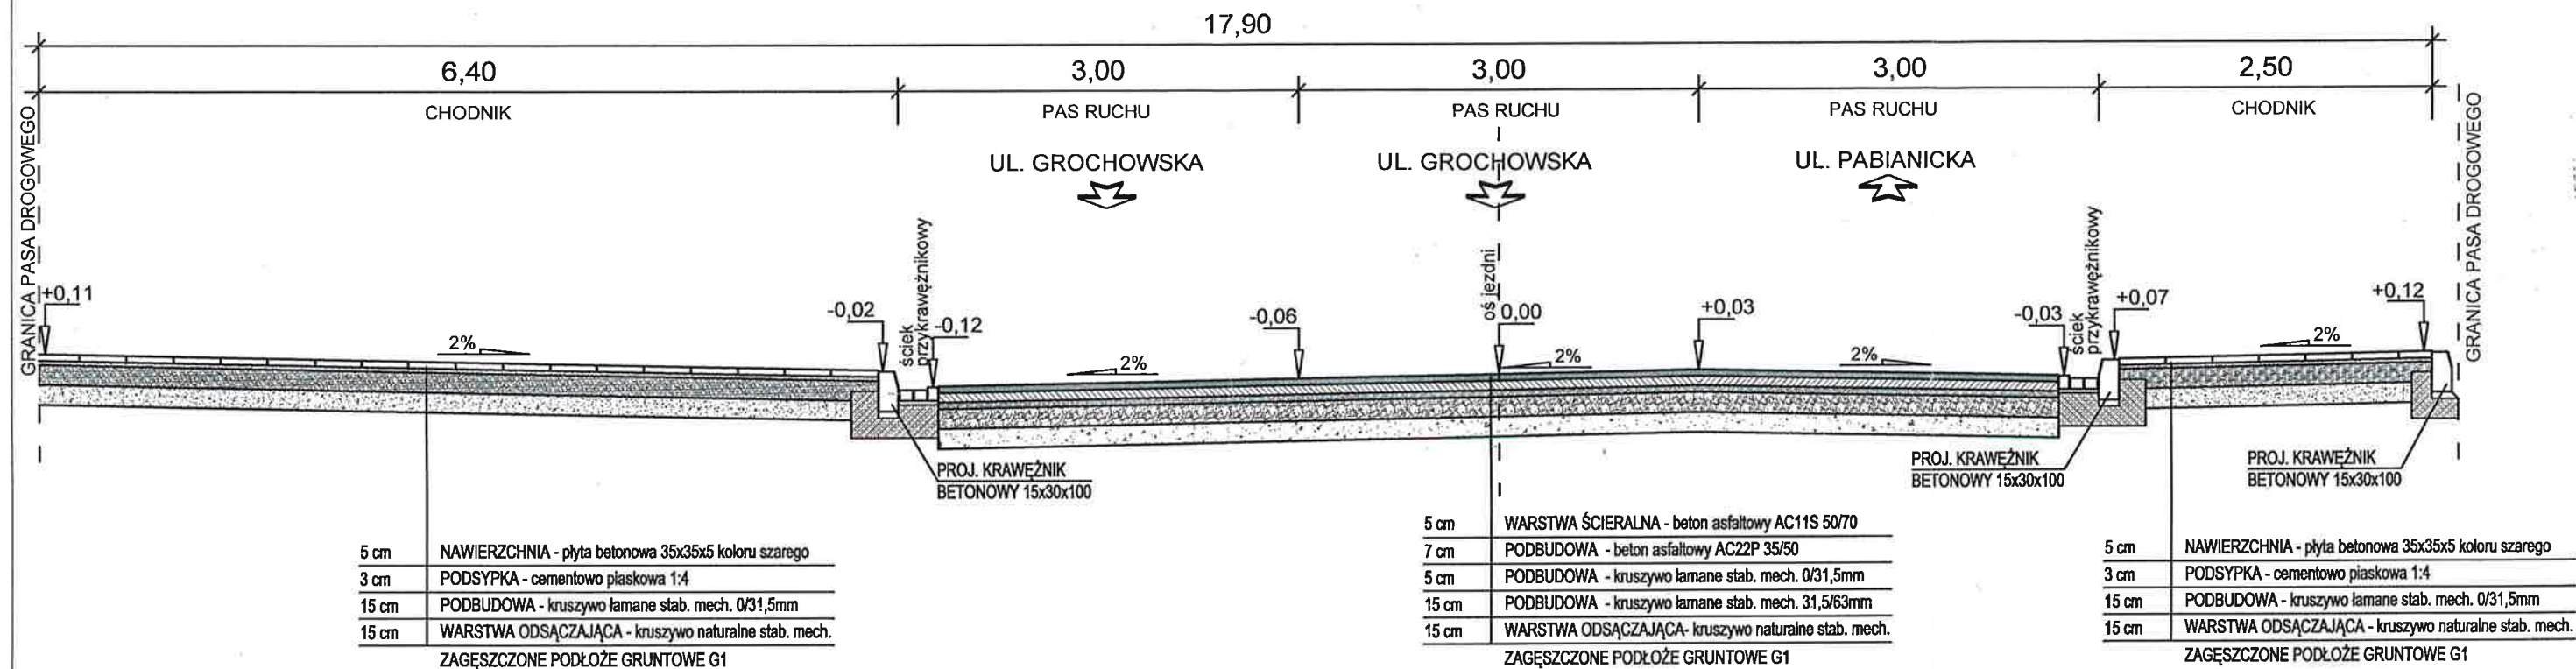 17,90
6,40 3,00 3,00 3,00 2,50
CHODNIK PAS RUCHU PAS RUCHU PAS RUCHU CHODNIK
GRANICA PASA DROGOWEGO
GRANICA PASA DROGOWEGO
UL. GROCHOWSKA UL. GROCHOWSKA UL. PABIANICKA
ściek
przykrawężnikowy
oś jezdni
ściek
przykrawężnikowy
+0,11 -0,02 -0,12 -0,06 0,00 +0,03 -0,03 +0,07 +0,12
2% 2% 2% 2% 2%
PROJ. KRAWĘŻNIK
BETONOWY 15x30x100
PROJ. KRAWĘŻNIK
BETONOWY 15x30x100
PROJ. KRAWĘŻNIK
BETONOWY 15x30x100
5 cm NAWIERZCHNIA - płyta betonowa 35x35x5 koloru szarego
3 cm PODSYPKA - cementowo piaskowa 1:4
15 cm PODBUDOWA - kruszywo łamane stab. mech. 0/31,5mm
15 cm WARSTWA ODSĄCZAJĄCA - kruszywo naturalne stab. mech.
ZAGĘSZCZONE PODŁOŻE GRUNTOWE G1
5 cm WARSTWA ŚCIERALNA - beton asfaltowy AC11S 50/70
7 cm PODBUDOWA - beton asfaltowy AC22P 35/50
5 cm PODBUDOWA - kruszywo łamane stab. mech. 0/31,5mm
15 cm PODBUDOWA - kruszywo łamane stab. mech. 31,5/63mm
15 cm WARSTWA ODSĄCZAJĄCA- kruszywo naturalne stab. mech.
ZAGĘSZCZONE PODŁOŻE GRUNTOWE G1
5 cm NAWIERZCHNIA - płyta betonowa 35x35x5 koloru szarego
3 cm PODSYPKA - cementowo piaskowa 1:4
15 cm PODBUDOWA - kruszywo łamane stab. mech. 0/31,5mm
15 cm WARSTWA ODSĄCZAJĄCA - kruszywo naturalne stab. mech.
ZAGĘSZCZONE PODŁOŻE GRUNTOWE G1